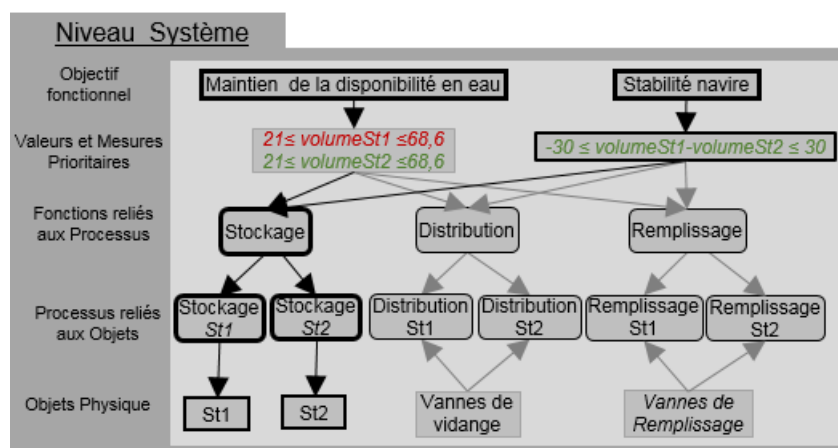 Niveau Système
Objectif
fonctionnel
Maintien de la disponibilité en eau
Stabilité navire
Valeurs et Mesures
Prioritaires
21≤ volumeSt1 ≤68,6
21≤ volumeSt2 ≤68,6
-30 ≤ volumeSt1-volumeSt2 ≤ 30
Fonctions reliés
aux Processus
Stockage
Distribution
Remplissage
Processus reliés
aux Objets
Stockage
St1
Stockage
St2
Distribution
St1
Distribution
St2
Remplissage
St1
Remplissage
St2
Objets Physique
St1
St2
Vannes de
vidange
Vannes de
Remplissage